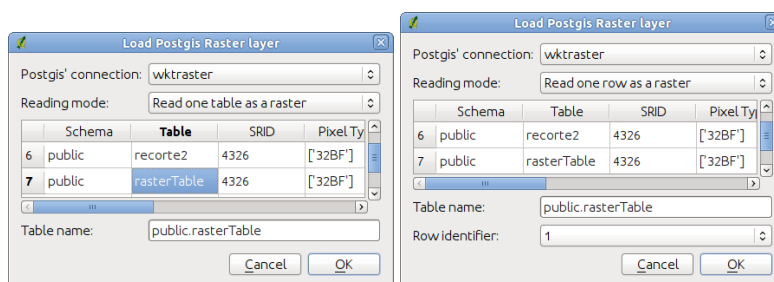 Load Postgis Raster layer
Postgis' connection: wktraster
Reading mode: Read one table as a raster
Schema Table SRID Pixel Ty
6 public recorte2 4326 ['32BF']
7 public rasterTable 4326 ['32BF']
Table name: public.rasterTable
Cancel OK
Load Postgis Raster layer
Postgis' connection: wktraster
Reading mode: Read one row as a raster
Schema Table SRID Pixel Ty
6 public recorte2 4326 ['32BF']
7 public rasterTable 4326 ['32BF']
Table name: public.rasterTable
Row identifier: 1
Cancel OK